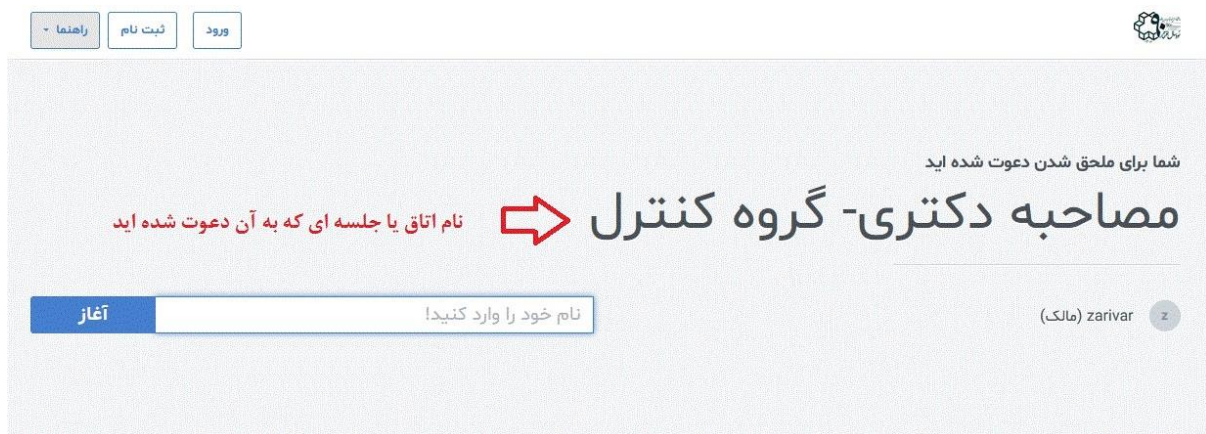 ورود
ثبت نام
راهنما
شما برای ملحق شدن دعوت شده اید
مصاحبه دکتری- گروه کنترل
نام اتاق یا جلسه ای که به آن دعوت شده اید
zarivar (مالک)
z
نام خود را وارد کنید!
آغاز